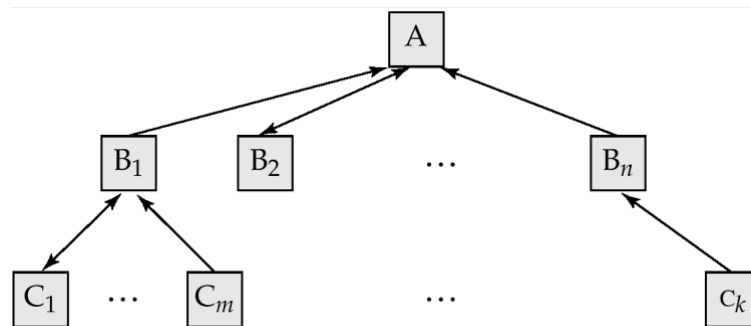 A
B₁ B₂ ... Bₙ
C₁ ... Cₘ ... Cₖ